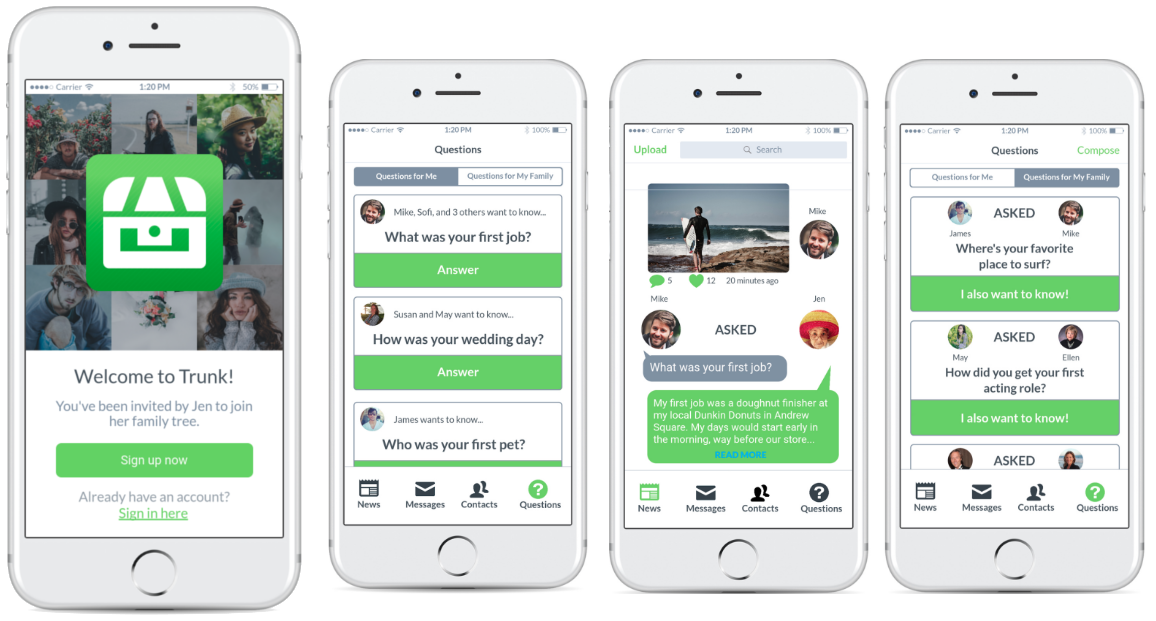 Carrier 1:20 PM 50%
Welcome to Trunk!
You've been invited by Jen to join
her family tree.
Sign up now
Already have an account?
Sign in here
Carrier 1:20 PM 100%
Questions
Questions for Me Questions for My Family
Mike, Sofi, and 3 others want to know...
What was your first job?
Answer
Susan and May want to know...
How was your wedding day?
Answer
James wants to know...
Who was your first pet?
News Messages Contacts Questions
Carrier 1:20 PM 100%
Upload Search
Mike
5 12 20 minutes ago
Mike Jen
ASKED
What was your first job?
My first job was a doughnut finisher at
my local Dunkin Donuts in Andrew
Square. My days would start early in
the morning, way before our store...
READ MORE
News Messages Contacts Questions
Carrier 1:20 PM 100%
Questions Compose
Questions for Me Questions for My Family
ASKED
James Mike
Where's your favorite
place to surf?
I also want to know!
ASKED
May Ellen
How did you get your first
acting role?
I also want to know!
ASKED
News Messages Contacts Questions